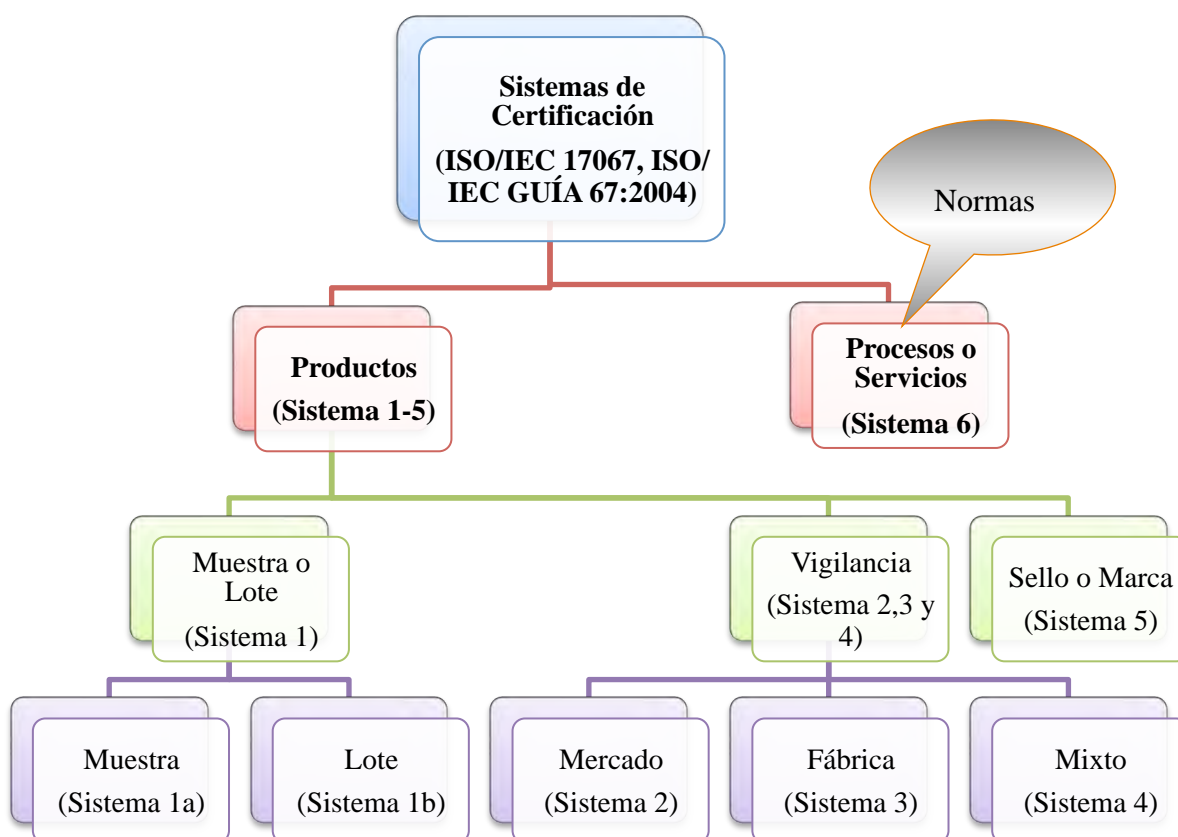 Sistemas de
Certificación
(ISO/IEC 17067, ISO/
IEC GUÍA 67:2004)
Normas
Productos
(Sistema 1-5)
Procesos o
Servicios
(Sistema 6)
Muestra o
Lote
(Sistema 1)
Vigilancia
(Sistema 2,3 y
4)
Sello o Marca
(Sistema 5)
Muestra
(Sistema 1a)
Lote
(Sistema 1b)
Mercado
(Sistema 2)
Fábrica
(Sistema 3)
Mixto
(Sistema 4)